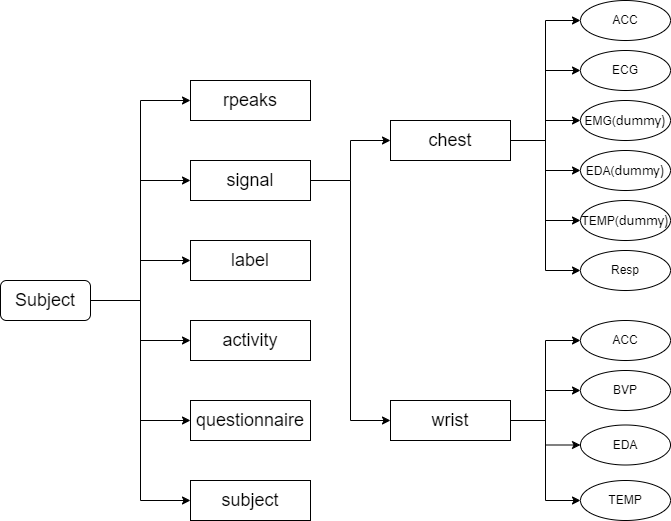 Subject
rpeaks
signal
label
activity
questionnaire
subject
chest
wrist
ACC
ECG
EMG(dummy)
EDA(dummy)
TEMP(dummy)
Resp
ACC
BVP
EDA
TEMP